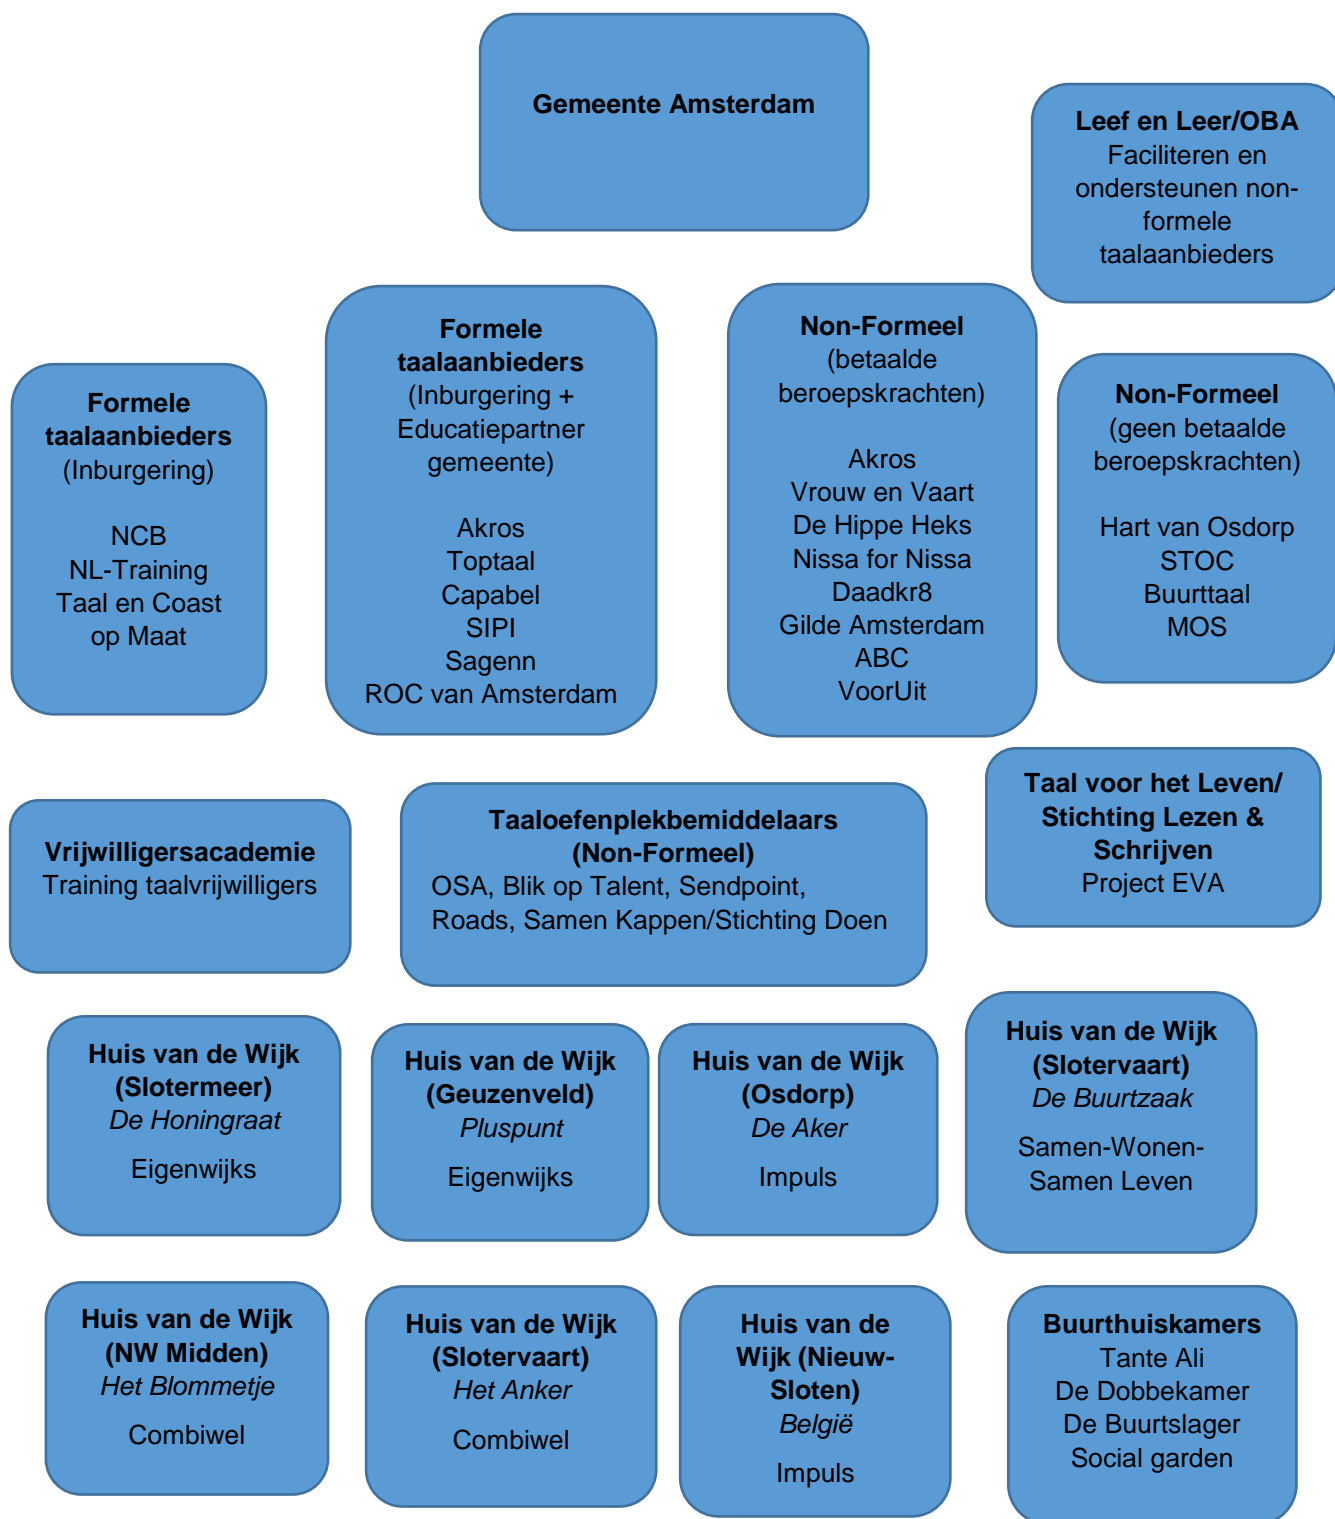 Gemeente Amsterdam
Leef en Leer/OBA
Faciliteren en
ondersteunen non-
formele
taalaanbieders
Formele
taalaanbieders
(Inburgering)
NCB
NL-Training
Taal en Coast
op Maat
Formele
taalaanbieders
(Inburgering +
Educatiepartner
gemeente)
Akros
Toptaal
Capabel
SIPI
Sagenn
ROC van Amsterdam
Non-Formeel
(betaalde
beroepskrachten)
Akros
Vrouw en Vaart
De Hippe Heks
Nissa for Nissa
Daadkr8
Gilde Amsterdam
ABC
VoorUit
Non-Formeel
(geen betaalde
beroepskrachten)
Hart van Osdorp
STOC
Buurttaal
MOS
Vrijwilligersacademie
Training taalvrijwilligers
Taaloefenplekbemiddelaars
(Non-Formeel)
OSA, Blik op Talent, Sendpoint,
Roads, Samen Kappen/Stichting Doen
Taal voor het Leven/
Stichting Lezen &
Schrijven
Project EVA
Huis van de Wijk
(Slotermeer)
De Honingraat
Eigenwijks
Huis van de Wijk
(Geuzenveld)
Pluspunt
Eigenwijks
Huis van de Wijk
(Osdorp)
De Aker
Impuls
Huis van de Wijk
(Slotervaart)
De Buurtzaak
Samen-Wonen-
Samen Leven
Huis van de Wijk
(NW Midden)
Het Blommetje
Combiwel
Huis van de Wijk
(Slotervaart)
Het Anker
Combiwel
Huis van de
Wijk (Nieuw-
Sloten)
België
Impuls
Buurthuiskamers
Tante Ali
De Dobbekamer
De Buurtslager
Social garden